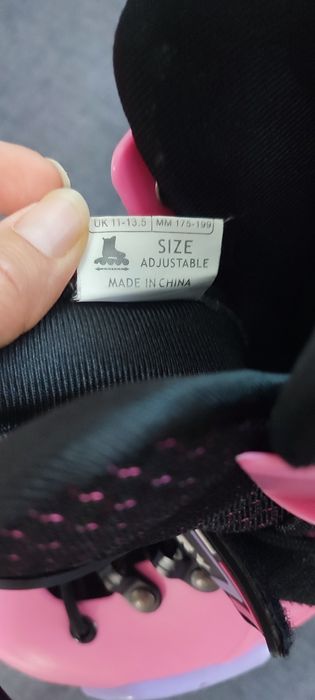 UK 11-13.5 MM 175-199
SIZE
ADJUSTABLE
MADE IN CHINA